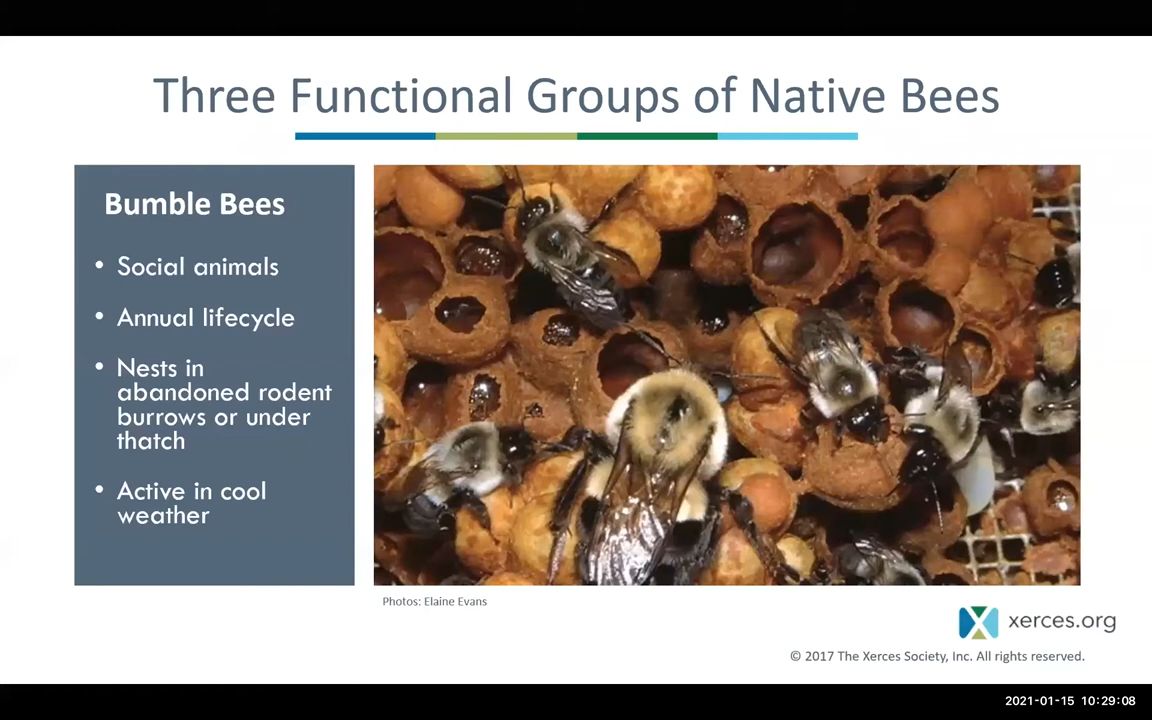 Three Functional Groups of Native Bees
Bumble Bees
• Social animals
• Annual lifecycle
• Nests in
abandoned rodent
burrows or under
thatch
• Active in cool
weather
Photos: Elaine Evans
xerces.org
© 2017 The Xerces Society, Inc. All rights reserved.
2021-01-15 10:29:08